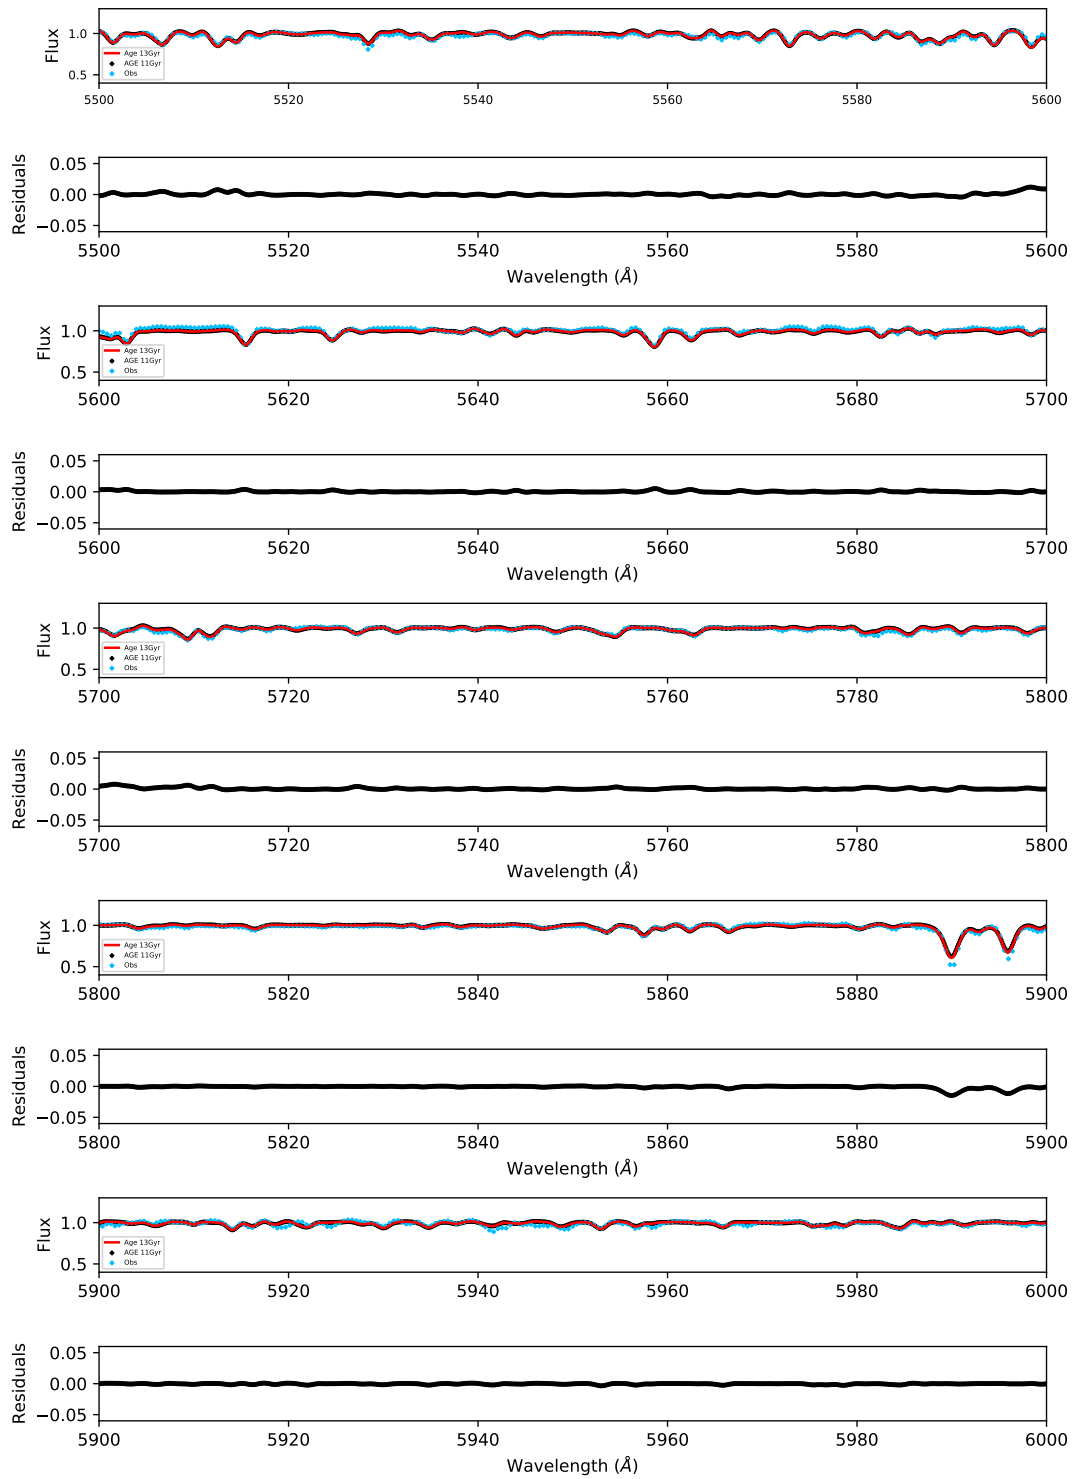 Flux
1.0
0.5
Age 13Gyr
AGE 11Gyr
Obs
5500 5520 5540 5560 5580 5600
Residuals
0.05
0.00
−0.05
5500 5520 5540 5560 5580 5600
Wavelength (Å)
Flux
1.0
0.5
Age 13Gyr
AGE 11Gyr
Obs
5600 5620 5640 5660 5680 5700
Residuals
0.05
0.00
−0.05
5600 5620 5640 5660 5680 5700
Wavelength (Å)
Flux
1.0
0.5
Age 13Gyr
AGE 11Gyr
Obs
5700 5720 5740 5760 5780 5800
Residuals
0.05
0.00
−0.05
5700 5720 5740 5760 5780 5800
Wavelength (Å)
Flux
1.0
0.5
Age 13Gyr
AGE 11Gyr
Obs
5800 5820 5840 5860 5880 5900
Residuals
0.05
0.00
−0.05
5800 5820 5840 5860 5880 5900
Wavelength (Å)
Flux
1.0
0.5
Age 13Gyr
AGE 11Gyr
Obs
5900 5920 5940 5960 5980 6000
Residuals
0.05
0.00
−0.05
5900 5920 5940 5960 5980 6000
Wavelength (Å)